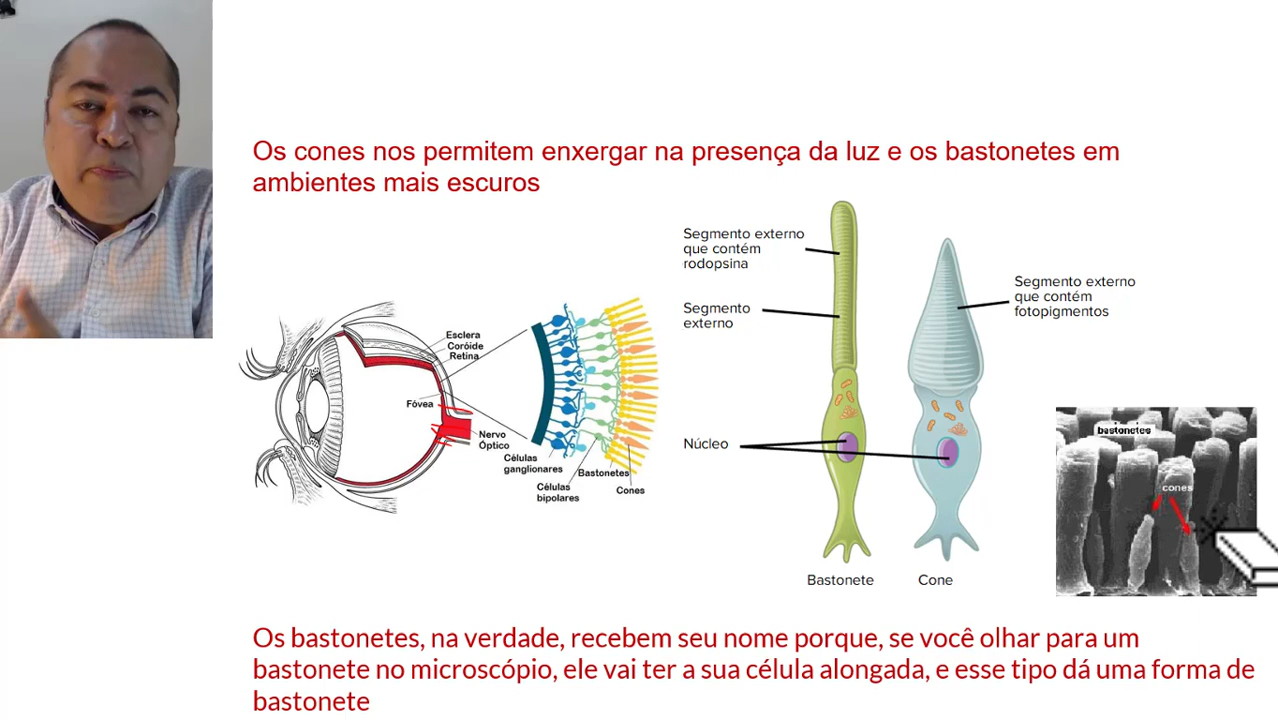 Os cones nos permitem enxergar na presença da luz e os bastonetes em
ambientes mais escuros
Segmento externo
que contém
rodopsina
Segmento
externo
Núcleo
Bastonete
Cone
Segmento externo
que contém
fotopigmentos
Esclera
Coróide
Retina
Fóvea
Nervo
Óptico
Células
ganglionares
Células
bipolares
Bastonetes
Cones
bastonetes
cones
Os bastonetes, na verdade, recebem seu nome porque, se você olhar para um
bastonete no microscópio, ele vai ter a sua célula alongada, e esse tipo dá uma forma de
bastonete